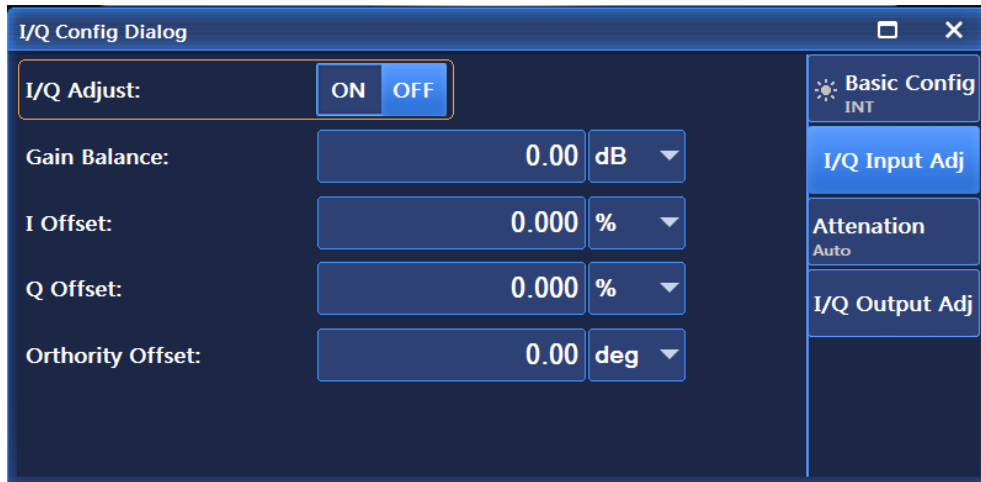 I/Q Config Dialog
I/Q Adjust: ON OFF
Gain Balance: 0.00 dB
I Offset: 0.000 %
Q Offset: 0.000 %
Orthority Offset: 0.00 deg
Basic Config
INT
I/Q Input Adj
Attenation
Auto
I/Q Output Adj